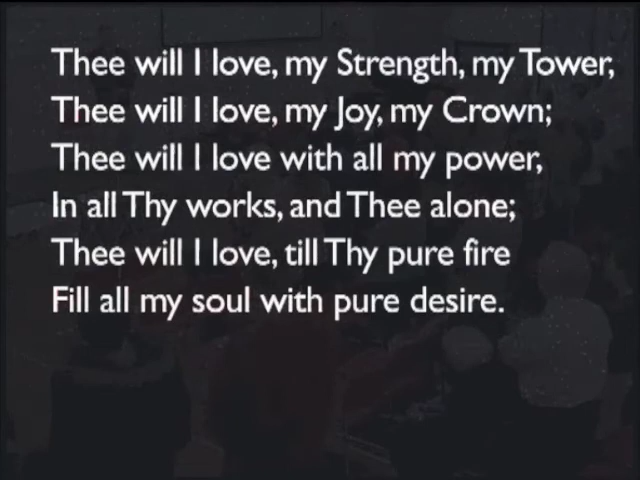 Thee will I love, my Strength, my Tower,
Thee will I love, my Joy, my Crown;
Thee will I love with all my power,
In all Thy works, and Thee alone;
Thee will I love, till Thy pure fire
Fill all my soul with pure desire.